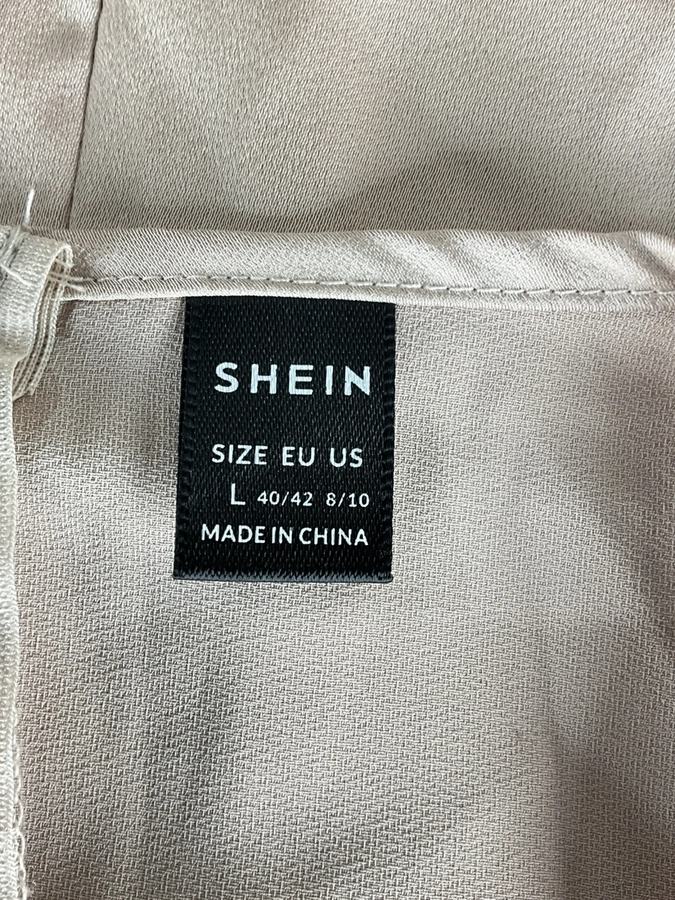 SHEIN
SIZE EU US
L 40/42 8/10
MADE IN CHINA